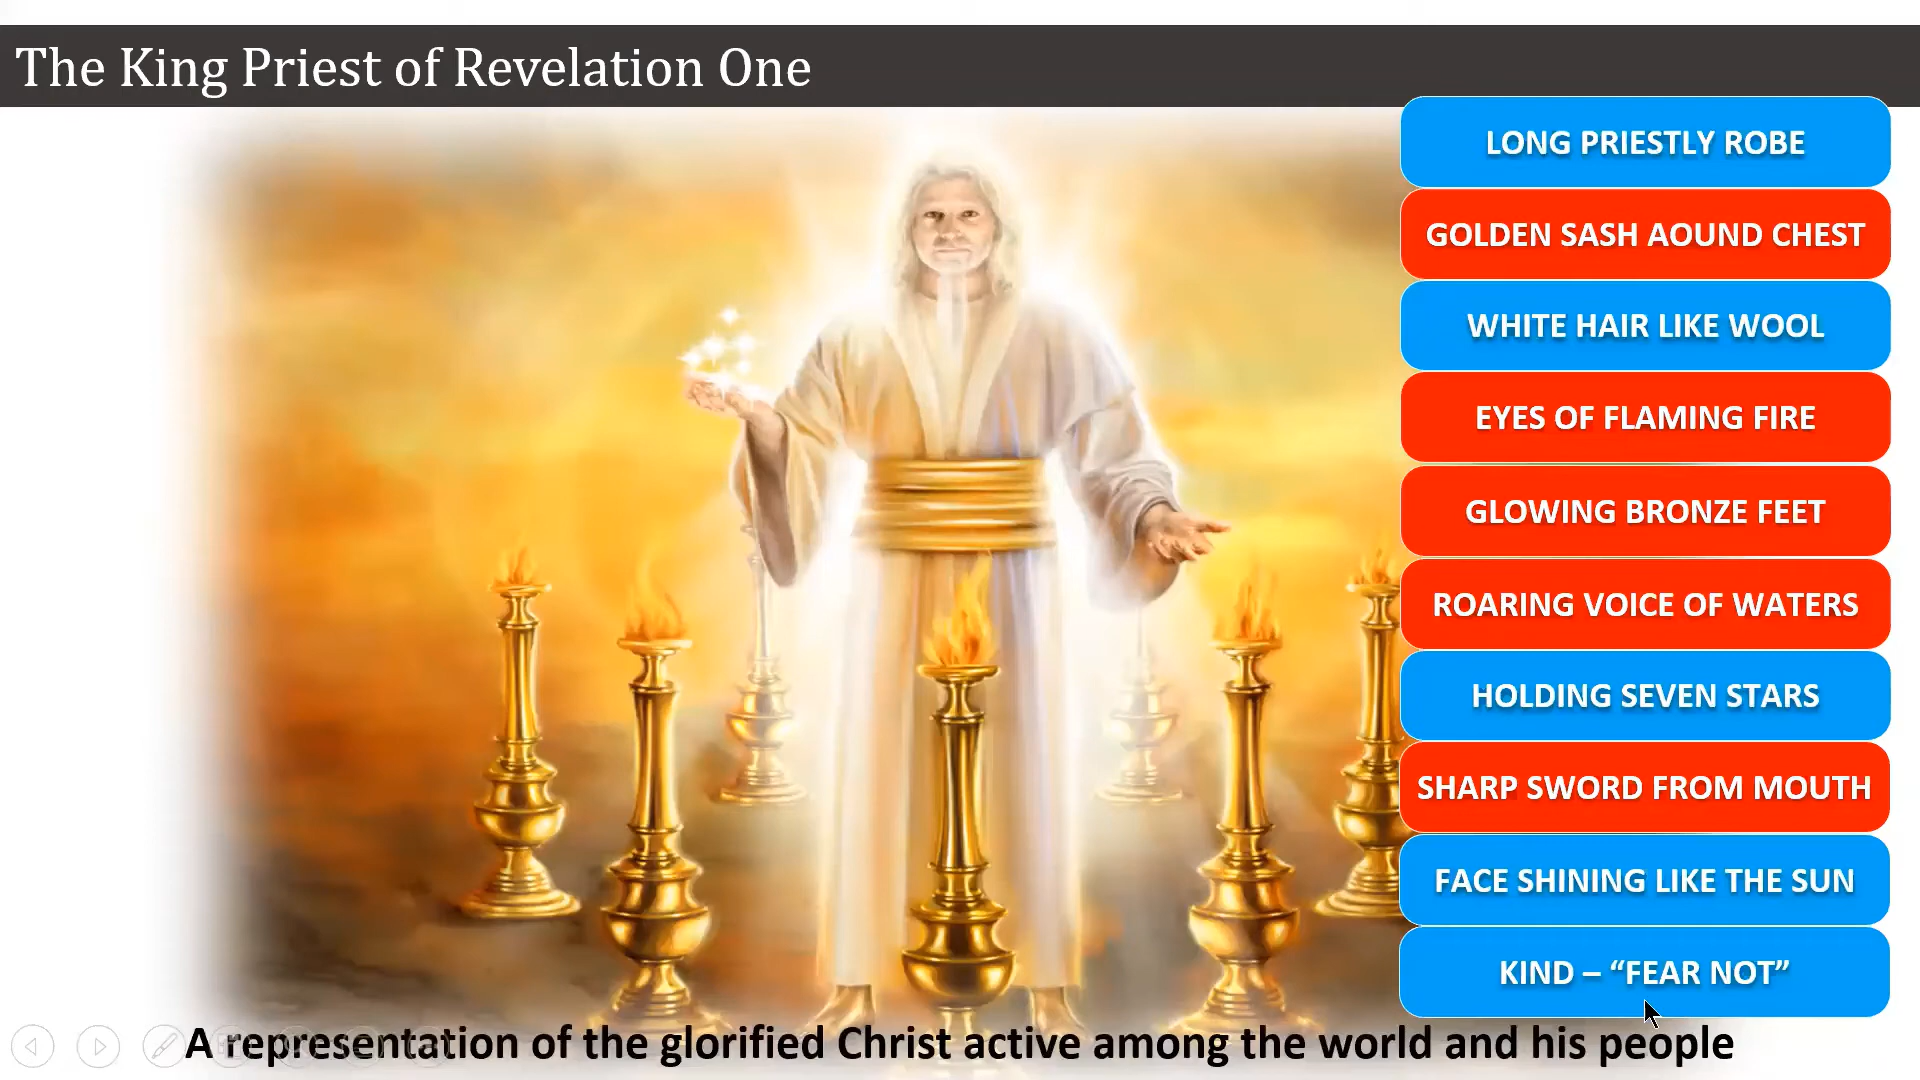 The King Priest of Revelation One
LONG PRIESTLY ROBE
GOLDEN SASH AOUND CHEST
WHITE HAIR LIKE WOOL
EYES OF FLAMING FIRE
GLOWING BRONZE FEET
ROARING VOICE OF WATERS
HOLDING SEVEN STARS
SHARP SWORD FROM MOUTH
FACE SHINING LIKE THE SUN
KIND – “FEAR NOT”
A representation of the glorified Christ active among the world and his people